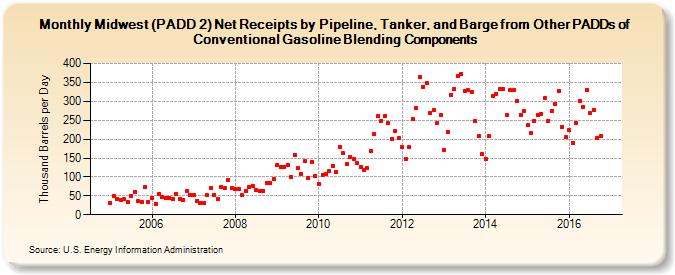 Monthly Midwest (PADD 2) Net Receipts by Pipeline, Tanker, and Barge from Other PADDs of
Conventional Gasoline Blending Components
Thousand Barrels per Day
400
350
300
250
200
150
100
50
0
2006 2008 2010 2012 2014 2016
Source: U.S. Energy Information Administration